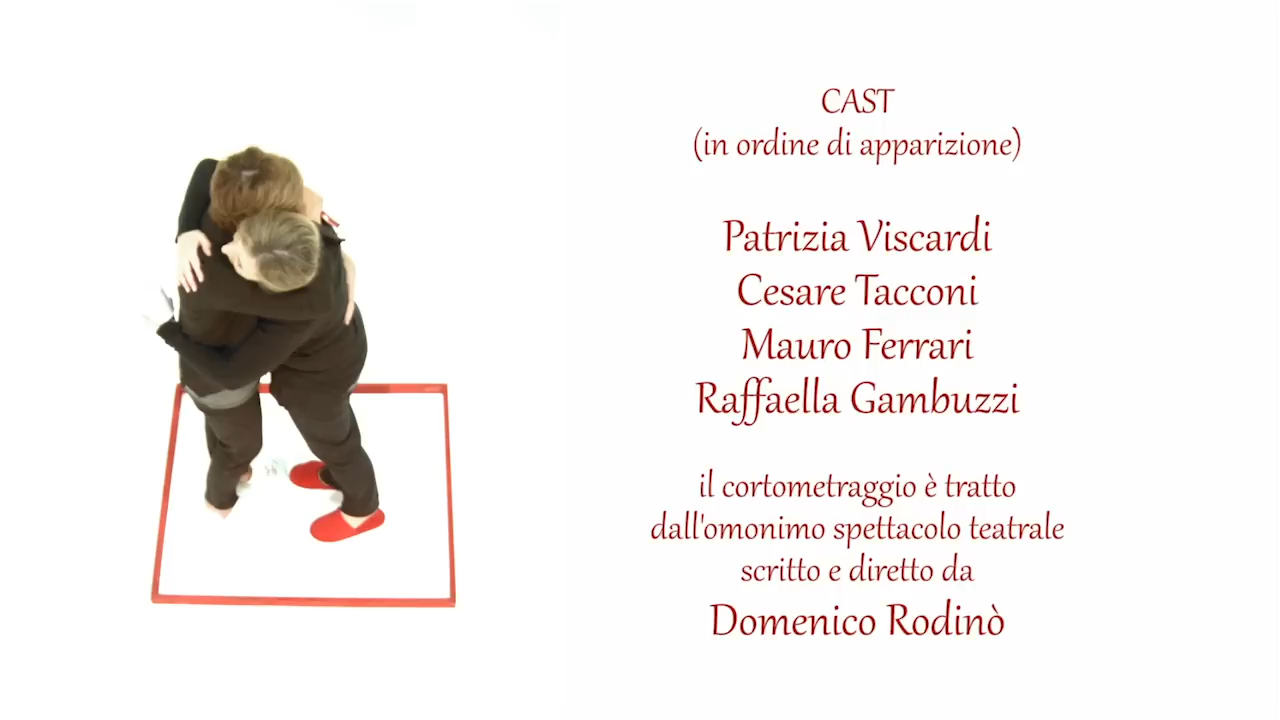 CAST
(in ordine di apparizione)
Patrizia Viscardi
Cesare Tacconi
Mauro Ferrari
Raffaella Gambuzzi
il cortometraggio è tratto
dall'omonimo spettacolo teatrale
scritto e diretto da
Domenico Rodinò